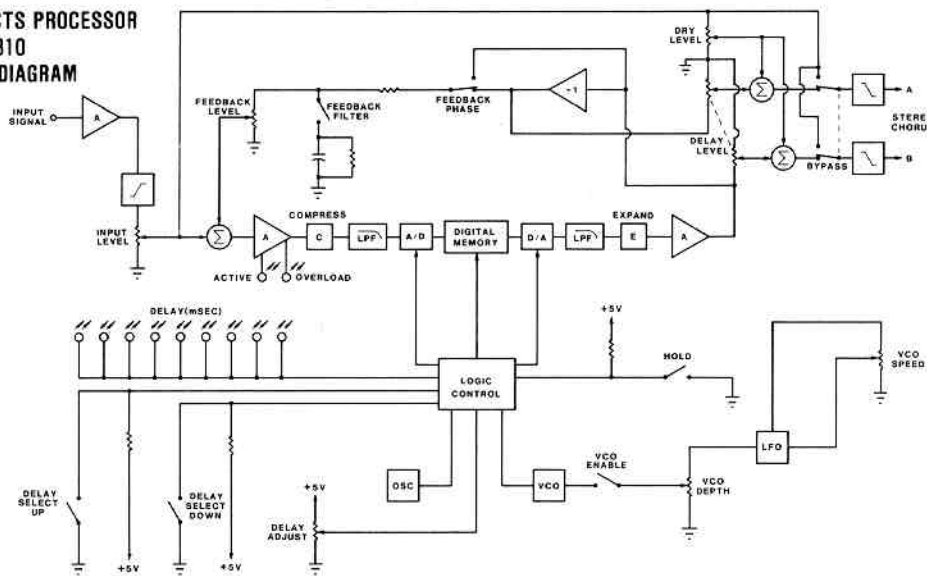 CTS PROCESSOR
310
DIAGRAM
INPUT
SIGNAL
A
INPUT
LEVEL
FEEDBACK
LEVEL
FEEDBACK
FILTER
FEEDBACK
PHASE
-1
DRY
LEVEL
DELAY
LEVEL
Σ
Σ
BYPASS
A
STEREO
CHORU
B
Σ
A
ACTIVE
OVERLOAD
COMPRESS
C
LPF
A/D
DIGITAL
MEMORY
D/A
LPF
EXPAND
E
A
DELAY(mSEC)
LOGIC
CONTROL
+5V
HOLD
VCO
SPEED
LFO
OSC
VCO
VCO
ENABLE
VCO
DEPTH
DELAY
SELECT
UP
+5V
DELAY
SELECT
DOWN
+5V
+5V
DELAY
ADJUST